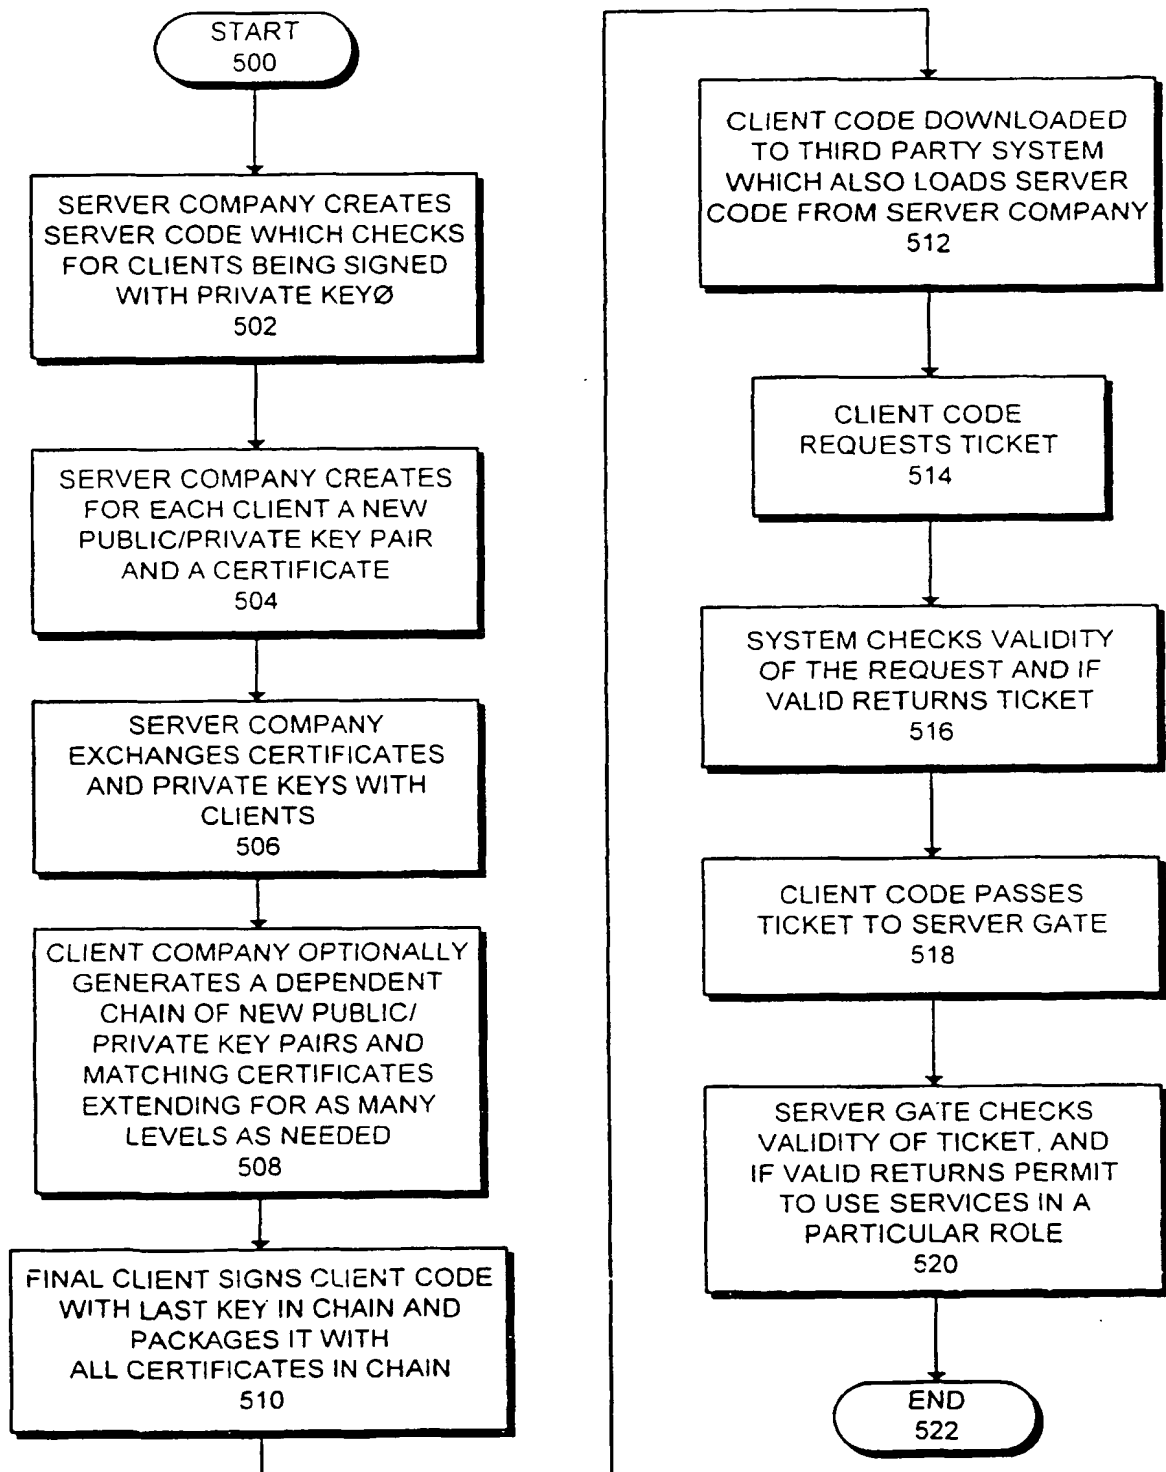 START
500
SERVER COMPANY CREATES
SERVER CODE WHICH CHECKS
FOR CLIENTS BEING SIGNED
WITH PRIVATE KEYØ
502
SERVER COMPANY CREATES
FOR EACH CLIENT A NEW
PUBLIC/PRIVATE KEY PAIR
AND A CERTIFICATE
504
SERVER COMPANY
EXCHANGES CERTIFICATES
AND PRIVATE KEYS WITH
CLIENTS
506
CLIENT COMPANY OPTIONALLY
GENERATES A DEPENDENT
CHAIN OF NEW PUBLIC/
PRIVATE KEY PAIRS AND
MATCHING CERTIFICATES
EXTENDING FOR AS MANY
LEVELS AS NEEDED
508
FINAL CLIENT SIGNS CLIENT CODE
WITH LAST KEY IN CHAIN AND
PACKAGES IT WITH
ALL CERTIFICATES IN CHAIN
510
CLIENT CODE DOWNLOADED
TO THIRD PARTY SYSTEM
WHICH ALSO LOADS SERVER
CODE FROM SERVER COMPANY
512
CLIENT CODE
REQUESTS TICKET
514
SYSTEM CHECKS VALIDITY
OF THE REQUEST AND IF
VALID RETURNS TICKET
516
CLIENT CODE PASSES
TICKET TO SERVER GATE
518
SERVER GATE CHECKS
VALIDITY OF TICKET, AND
IF VALID RETURNS PERMIT
TO USE SERVICES IN A
PARTICULAR ROLE
520
END
522